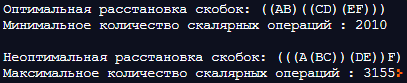 Оптимальная расстановка скобок: ((AB)((CD)(EF)))
Минимальное количество скалярных операций : 2010
Неоптимальная расстановка скобок: (((A(BC))(DE))F)
Максимальное количество скалярных операций : 3155